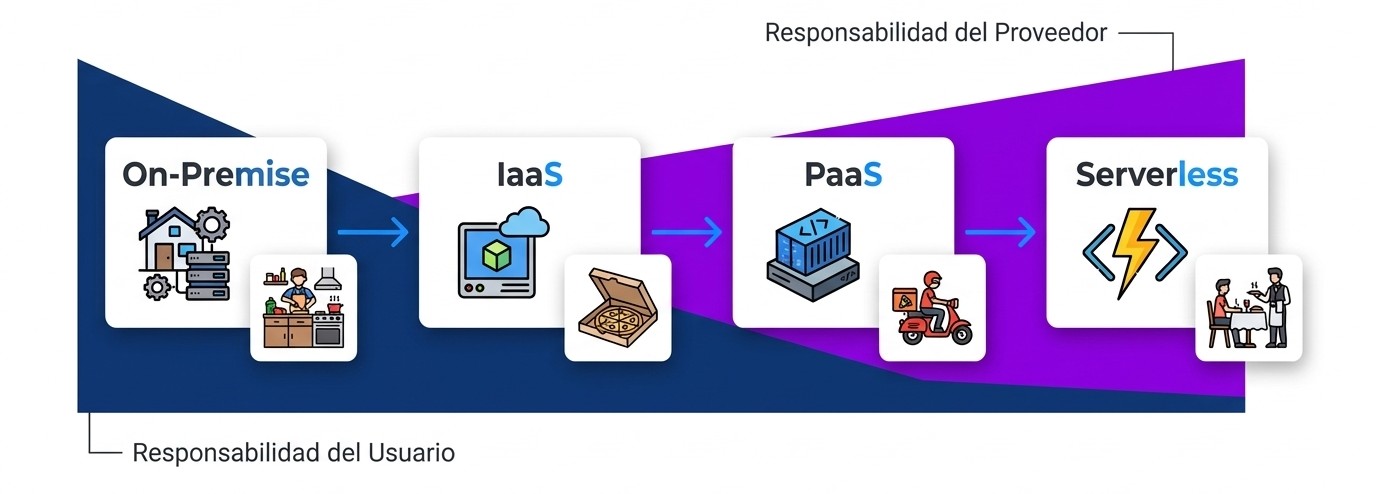 Responsabilidad del Proveedor
On-Premise
IaaS
PaaS
Serverless
</>
</>
Responsabilidad del Usuario